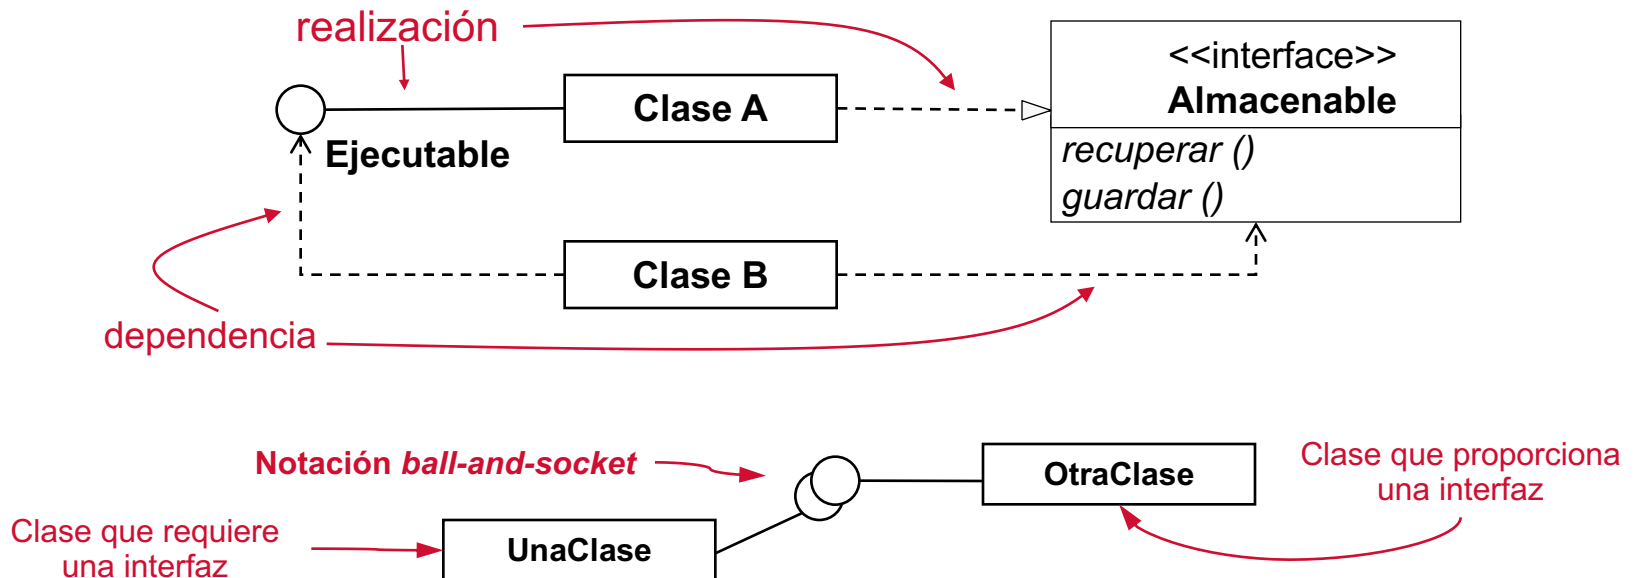 realización
<<interface>>
Almacenable
Clase A
Ejecutable
recuperar ()
guardar ()
Clase B
dependencia
Notación ball-and-socket
OtraClase
Clase que proporciona
una interfaz
Clase que requiere
una interfaz
UnaClase